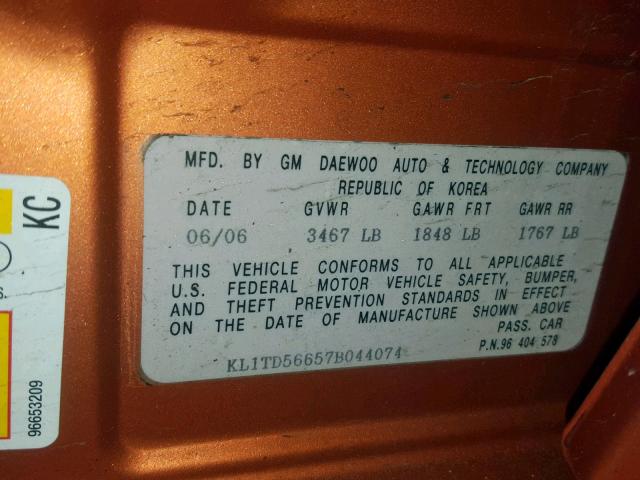 MFD. BY GM DAEWOO AUTO & TECHNOLOGY COMPANY
REPUBLIC OF KOREA
DATE GVWR GAWR FRT GAWR RR
06/06 3467 LB 1848 LB 1767 LB
THIS VEHICLE CONFORMS TO ALL APPLICABLE
U.S. FEDERAL MOTOR VEHICLE SAFETY, BUMPER,
AND THEFT PREVENTION STANDARDS IN EFFECT
ON THE DATE OF MANUFACTURE SHOWN ABOVE
PASS. CAR
P.N.96 404 578
KL1TD56657B044074
KC
96653209